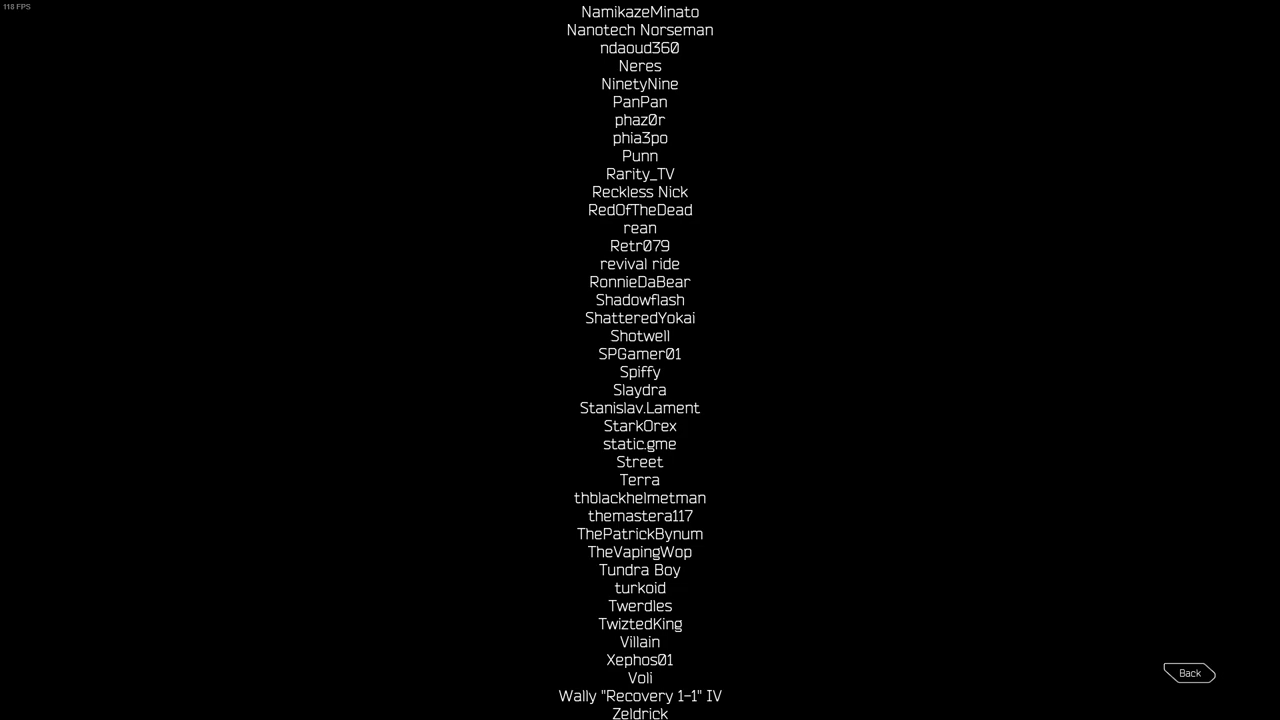 118 FPS
NamikazeMinato
Nanotech Norseman
ndaoud360
Neres
NinetyNine
PanPan
phaz0r
phia3po
Punn
Rarity_TV
Reckless Nick
RedOfTheDead
rean
Retr079
revival ride
RonnieDaBear
Shadowflash
ShatteredYokai
Shotwell
SPGamer01
Spiffy
Slaydra
Stanislav.Lament
StarkOrex
static.gme
Street
Terra
thblackhelmetman
themastera117
ThePatrickBynum
TheVapingWop
Tundra Boy
turkoid
Twerdles
TwiztedKing
Villain
Xephos01
Voli
Wally "Recovery 1-1" IV
Zeldrick
Back